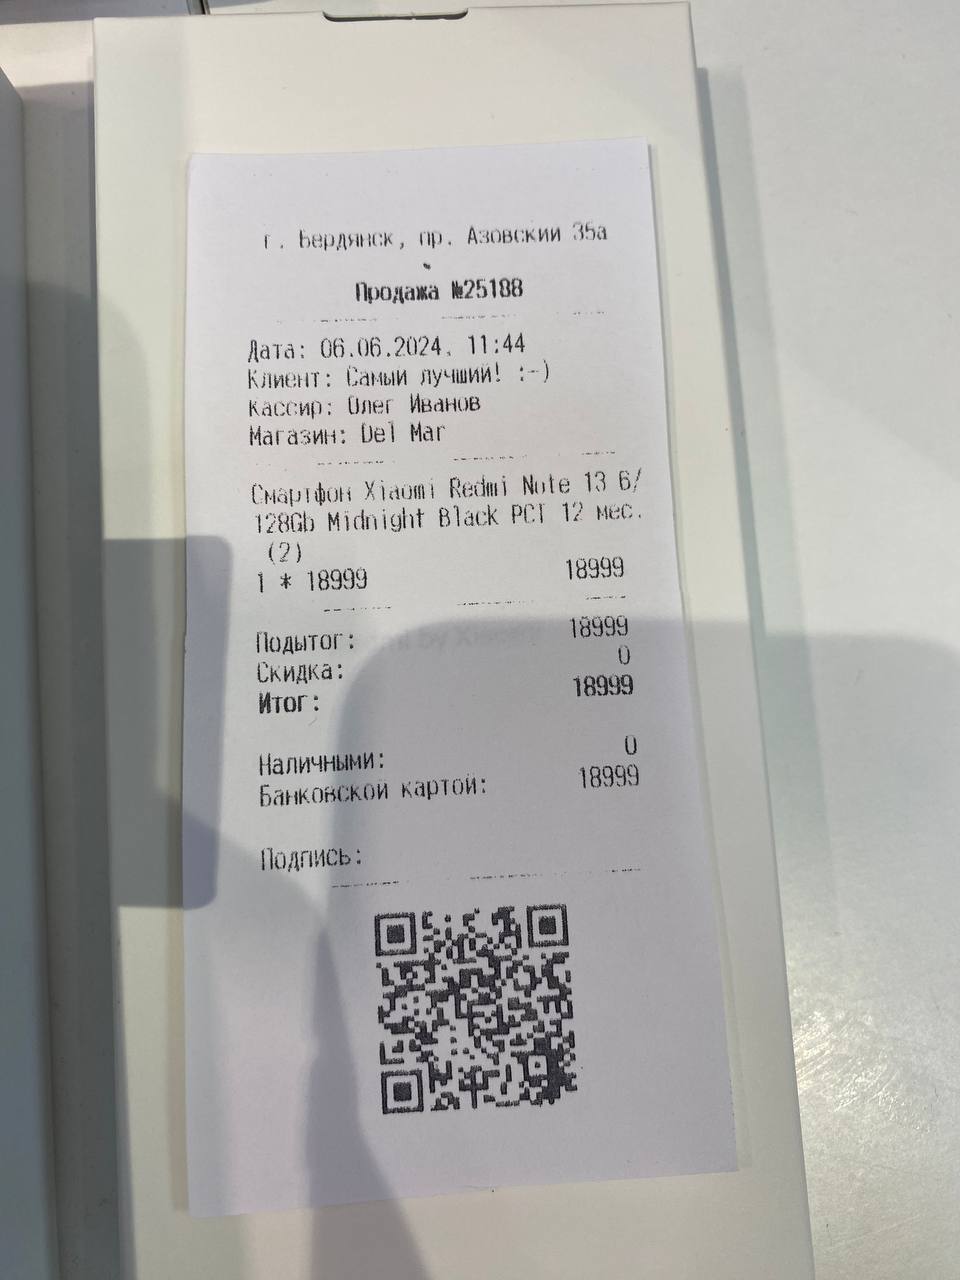 г. Бердянск, пр. Азовский 35а
Продажа №25188
Дата: 06.06.2024, 11:44
Клиент: Самый лучший! :-)
Кассир: Олег Иванов
Магазин: Del Mar
Смартфон Xiaomi Redmi Note 13 6/
128Gb Midnight Black РСТ 12 мес.
(2)
1 * 18999 18999
Подытог: 18999
Скидка: 0
Итог: 18999
Наличными: 0
Банковской картой: 18999
Подпись: